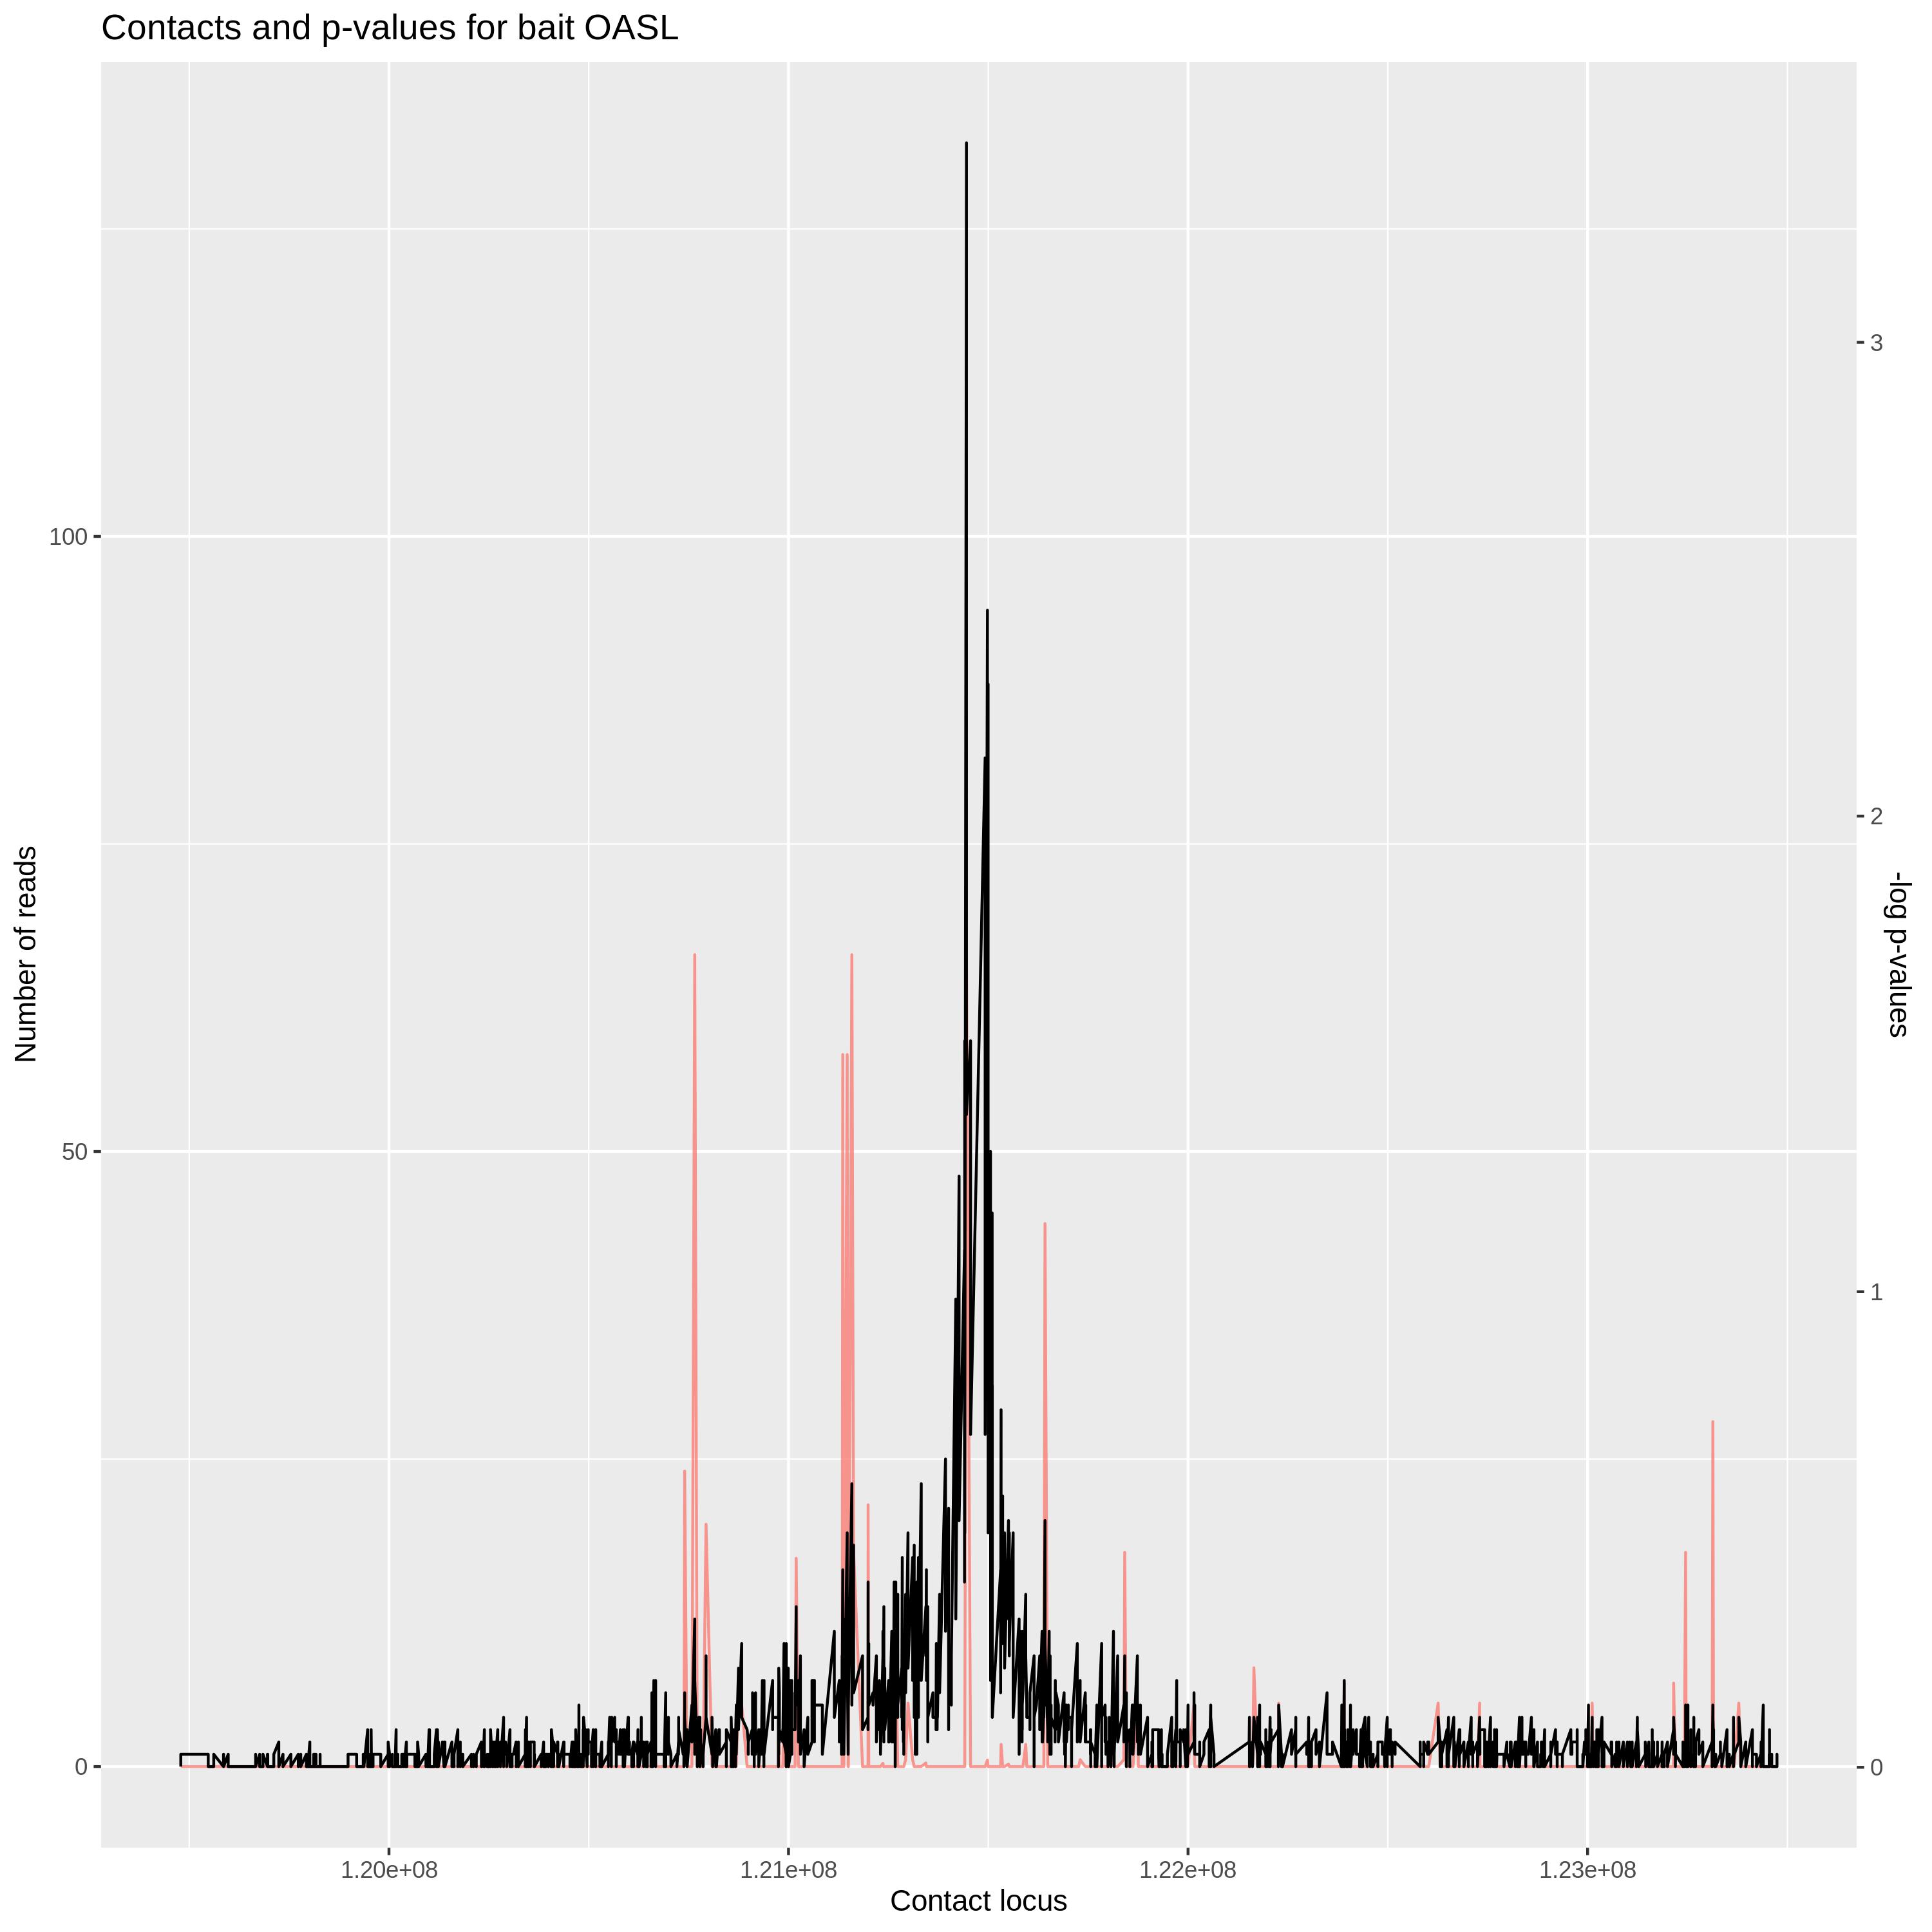 Contacts and p-values for bait OASL
Number of reads
100
50
0
3
2
1
0
-log p-values
1.20e+08
1.21e+08
1.22e+08
1.23e+08
Contact locus